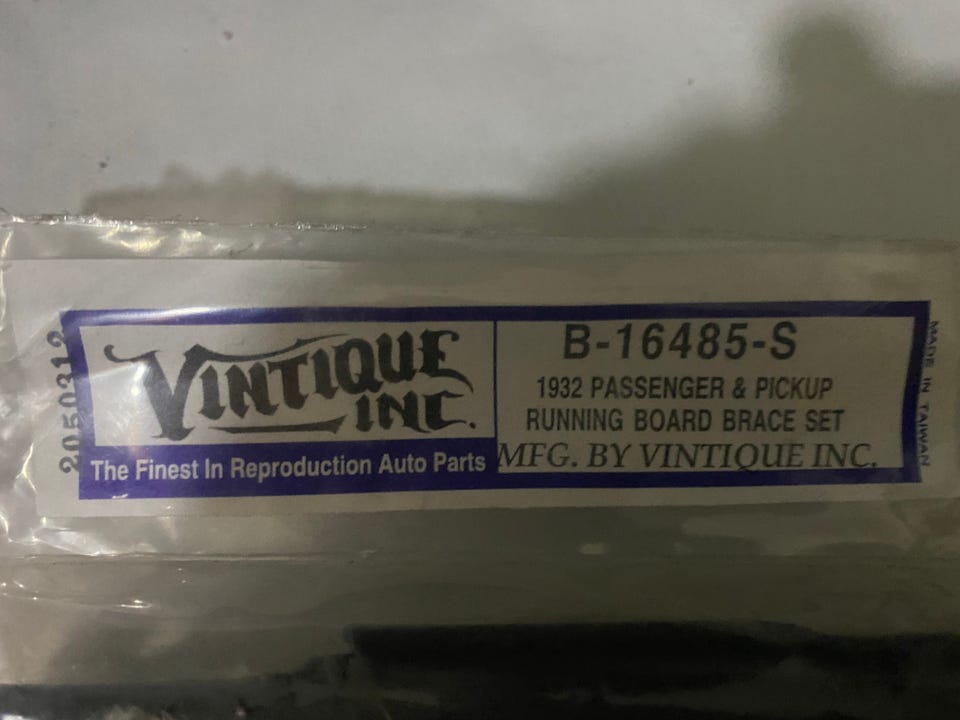 2050312
VINTIQUE
INC.
The Finest In Reproduction Auto Parts
B-16485-S
1932 PASSENGER & PICKUP
RUNNING BOARD BRACE SET
MFG. BY VINTIQUE INC.
MADE IN TAIWAN